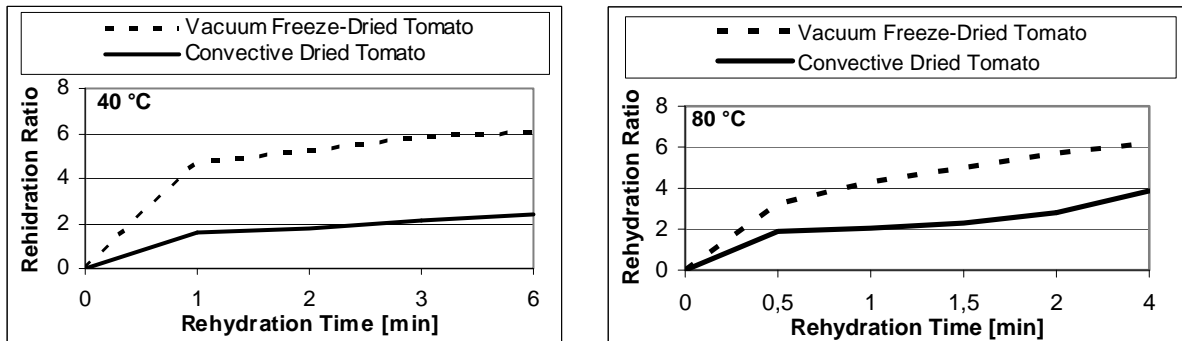 Vacuum Freeze-Dried Tomato
Convective Dried Tomato
40 °C
Rehidration Ratio
8
6
4
2
0
0 1 2 3 6
Rehydration Time [min]
Vacuum Freeze-Dried Tomato
Convective Dried Tomato
80 °C
Rehydration Ratio
8
6
4
2
0
0 0,5 1 1,5 2 4
Rehydration Time [min]